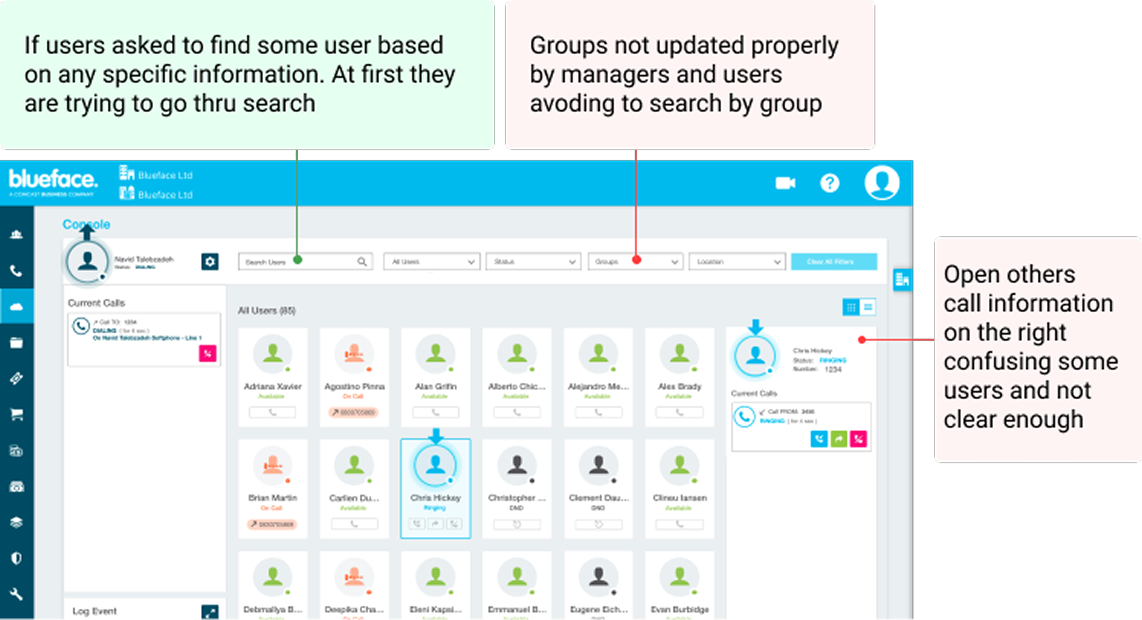 If users asked to find some user based
on any specific information. At first they
are trying to go thru search
Groups not updated properly
by managers and users
avoding to search by group
blueface.
A COMCAST BUSINESS COMPANY
Blueface Ltd
Blueface Ltd
Console
Navid Talebzadeh
Status: DIALING
Search Users
All Users
Status
Groups
Location
Clear All Filters
Current Calls
Call TO: 1234
DIALING ( for 6 sec )
On Navid Talebzadeh Softphone - Line 1
All Users (85)
Adriana Xavier
Available
Agostino Pinna
On Call
0000705869
Alan Grifin
Available
Alberto Chic...
Available
Alejandro Me...
Available
Alex Brady
Available
Brian Martin
On Call
0000705869
Carlien Du...
Available
Chris Hickey
Ringing
Christopher ...
DND
Clement Dau...
DND
Clineu Iansen
Available
Debmallya B...
Deepika Cha...
Eleni Kapsi...
Emmanuel B...
Eugene Eich...
Evan Burbidge
Chris Hickey
Status: RINGING
Number: 1234
Current Calls
Call FROM: 3456
RINGING ( for 4 sec )
Log Event
Open others
call information
on the right
confusing some
users and not
clear enough